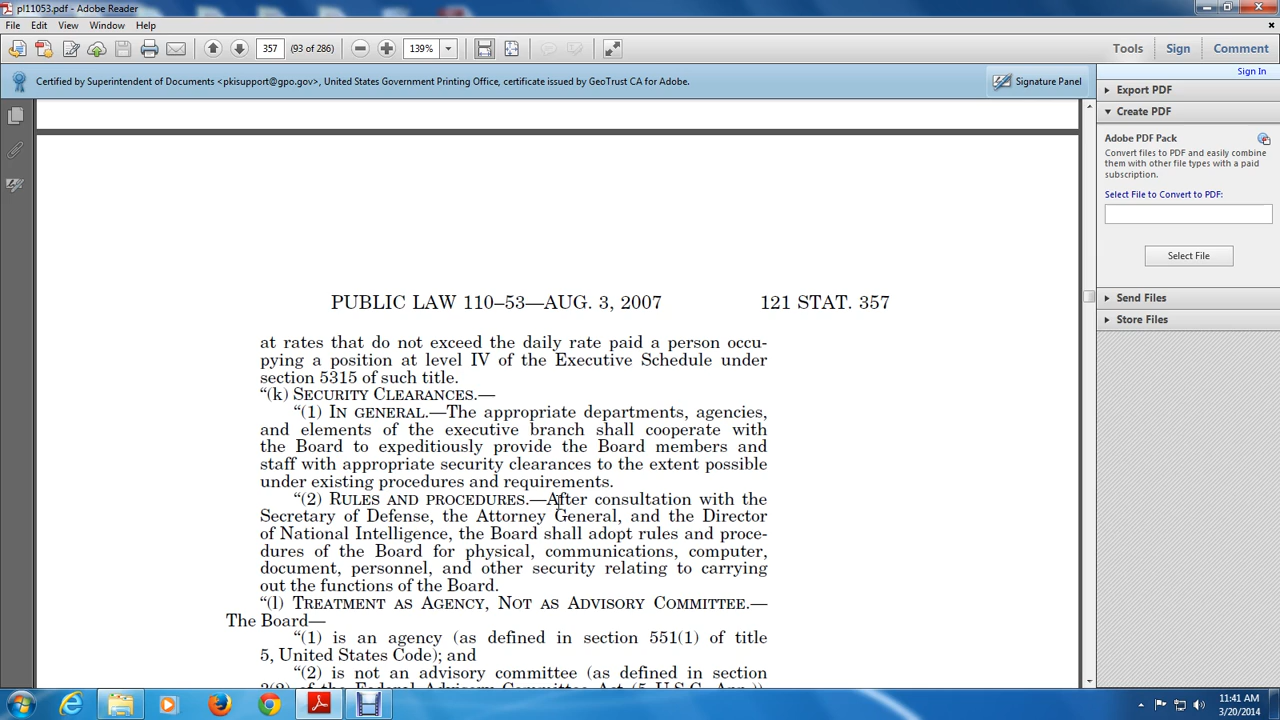 pl11053.pdf - Adobe Reader
File Edit View Window Help
357 (93 of 286) 139% Tools Sign Comment
Certified by Superintendent of Documents <pkisupport@gpo.gov>, United States Government Printing Office, certificate issued by GeoTrust CA for Adobe.
Signature Panel
Sign In
Export PDF
Create PDF
Adobe PDF Pack
Convert files to PDF and easily combine
them with other file types with a paid
subscription.
Select File to Convert to PDF:
Select File
Send Files
Store Files
PUBLIC LAW 110–53—AUG. 3, 2007 121 STAT. 357
at rates that do not exceed the daily rate paid a person occu-
pying a position at level IV of the Executive Schedule under
section 5315 of such title.
“(k) SECURITY CLEARANCES.—
“(1) IN GENERAL.—The appropriate departments, agencies,
and elements of the executive branch shall cooperate with
the Board to expeditiously provide the Board members and
staff with appropriate security clearances to the extent possible
under existing procedures and requirements.
“(2) RULES AND PROCEDURES.—After consultation with the
Secretary of Defense, the Attorney General, and the Director
of National Intelligence, the Board shall adopt rules and proce-
dures of the Board for physical, communications, computer,
document, personnel, and other security relating to carrying
out the functions of the Board.
“(l) TREATMENT AS AGENCY, NOT AS ADVISORY COMMITTEE.—
The Board—
“(1) is an agency (as defined in section 551(1) of title
5, United States Code); and
“(2) is not an advisory committee (as defined in section
3(2) of the Federal Advisory Committee Act (5 U.S.C. App.))
11:41 AM
3/20/2014